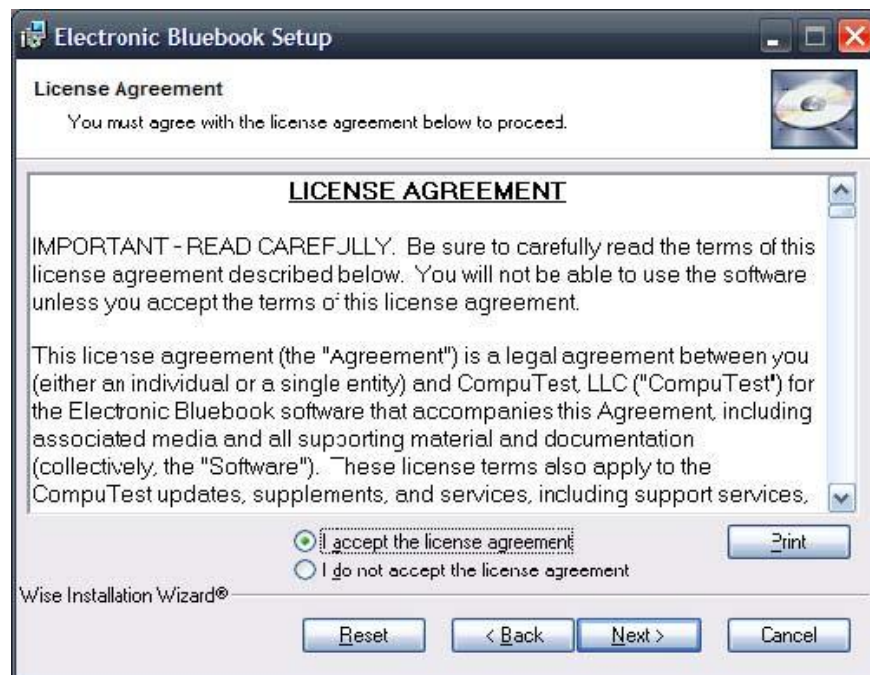 Electronic Bluebook Setup
License Agreement
You must agree with the license agreement below to proceed.
LICENSE AGREEMENT
IMPORTANT - READ CAREFULLY. Be sure to carefully read the terms of this
license agreement described below. You will not be able to use the software
unless you accept the terms of this license agreement.
This license agreement (the "Agreement") is a legal agreement between you
(either an individual or a single entity) and CompuTest, LLC ("CompuTest") for
the Electronic Bluebook software that accompanies this Agreement, including
associated media and all supporting material and documentation
(collectively, the "Software"). These license terms also apply to the
CompuTest updates, supplements, and services, including support services,
I accept the license agreement
Print
I do not accept the license agreement
Wise Installation Wizard®
Reset
< Back
Next >
Cancel